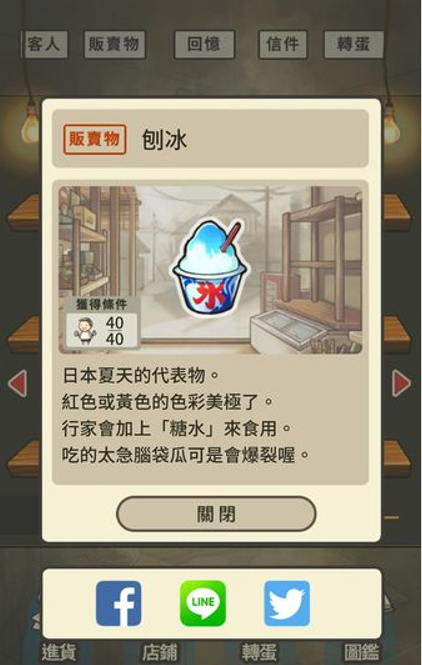 客人
販賣物
回憶
信件
轉蛋
販賣物
刨冰
氷
獲得條件
40
40
日本夏天的代表物。
紅色或黃色的色彩美極了。
行家會加上「糖水」來食用。
吃的太急腦袋瓜可是會爆裂喔。
關閉
LINE
進貨
店鋪
轉蛋
圖鑑